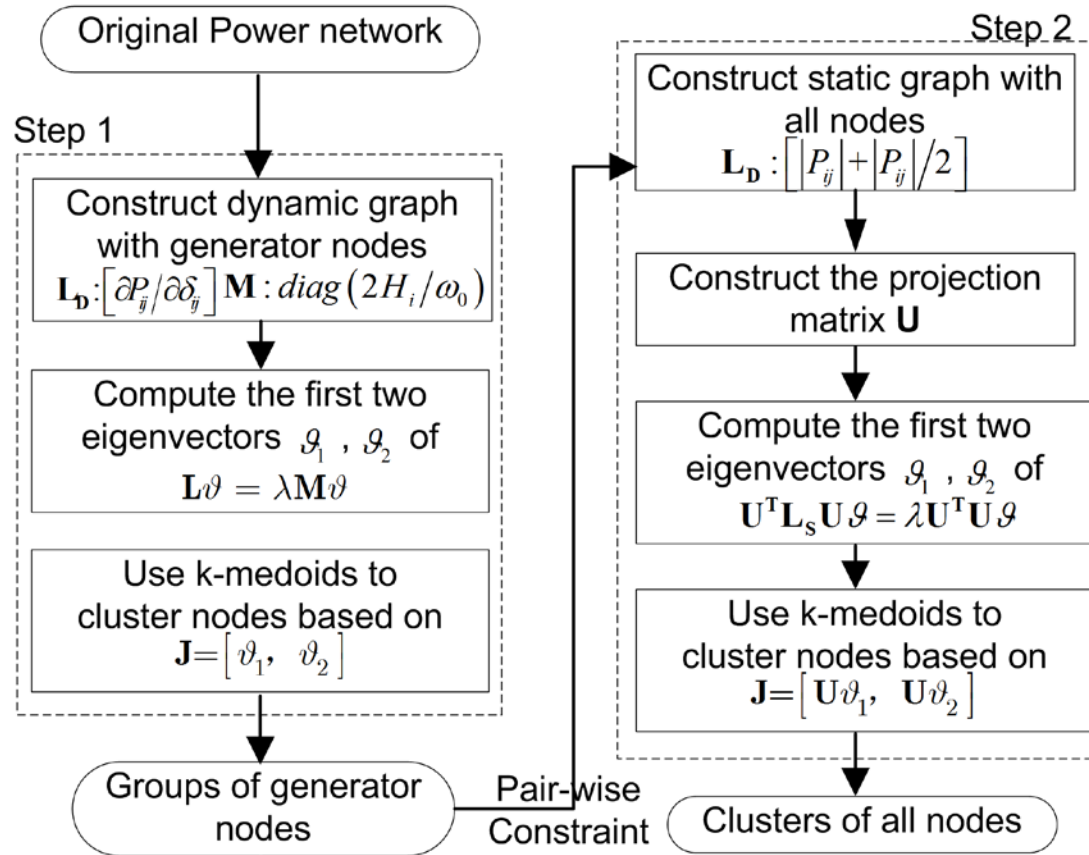 Original Power network
Step 1
Construct dynamic graph
with generator nodes
L_D:[∂P_ij/∂δ_ij] M:diag(2H_i/ω_0)
Compute the first two
eigenvectors ϑ_1 , ϑ_2 of
Lϑ = λMϑ
Use k-medoids to
cluster nodes based on
J=[ϑ_1, ϑ_2]
Groups of generator
nodes
Pair-wise
Constraint
Step 2
Construct static graph with
all nodes
L_D:[|P_ij|+|P_ij|/2]
Construct the projection
matrix U
Compute the first two
eigenvectors ϑ_1 , ϑ_2 of
U^T L_S Uϑ = λU^T Uϑ
Use k-medoids to
cluster nodes based on
J=[Uϑ_1, Uϑ_2]
Clusters of all nodes